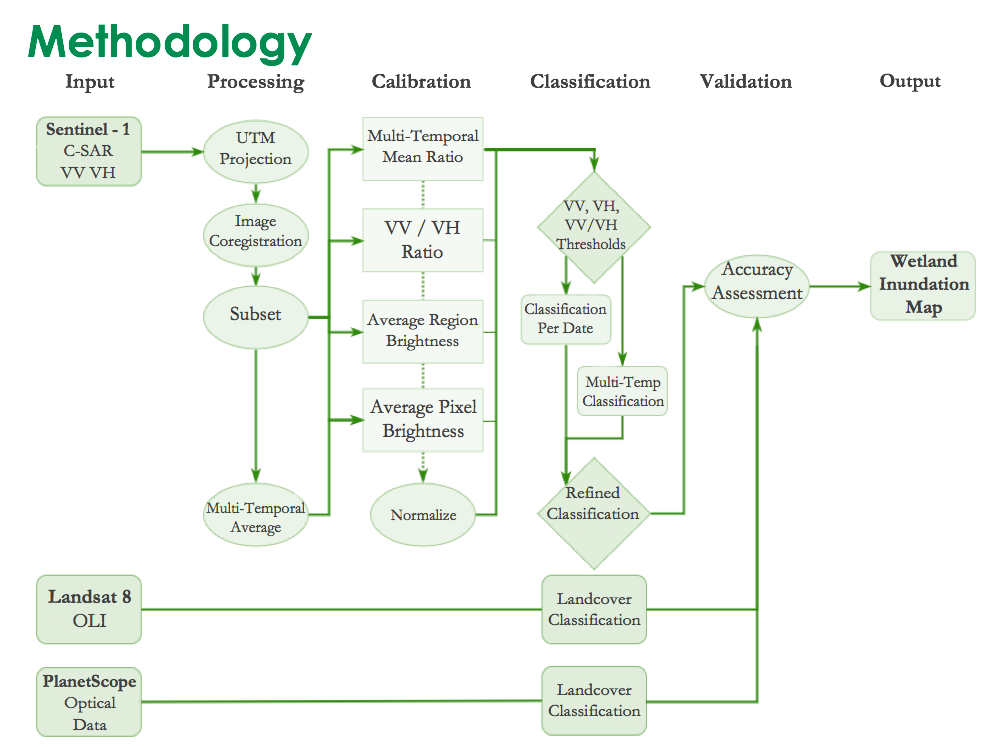 Methodology
Input
Processing
Calibration
Classification
Validation
Output
Sentinel - 1
C-SAR
VV VH
UTM
Projection
Image
Coregistration
Subset
Multi-Temporal
Average
Multi-Temporal
Mean Ratio
VV / VH
Ratio
Average Region
Brightness
Average Pixel
Brightness
Normalize
VV, VH,
VV/VH
Thresholds
Classification
Per Date
Multi-Temp
Classification
Refined
Classification
Accuracy
Assessment
Wetland
Inundation
Map
Landsat 8
OLI
Landcover
Classification
PlanetScope
Optical
Data
Landcover
Classification